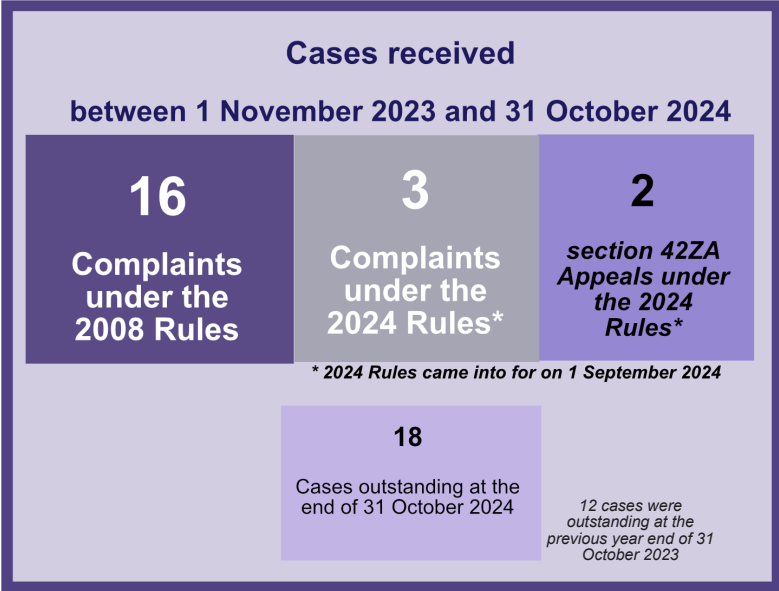 Cases received
between 1 November 2023 and 31 October 2024
16
Complaints
under the
2008 Rules
3
Complaints
under the
2024 Rules*
2
section 42ZA
Appeals under
the 2024
Rules*
* 2024 Rules came into for on 1 September 2024
18
Cases outstanding at the
end of 31 October 2024
12 cases were
outstanding at the
previous year end of 31
October 2023